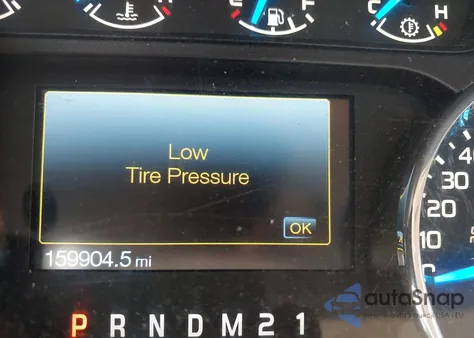 H
E
F
C
H
Low
Tire Pressure
OK
159904.5 mi
P R N D M 2 1
40
30
20
10
autoSnap